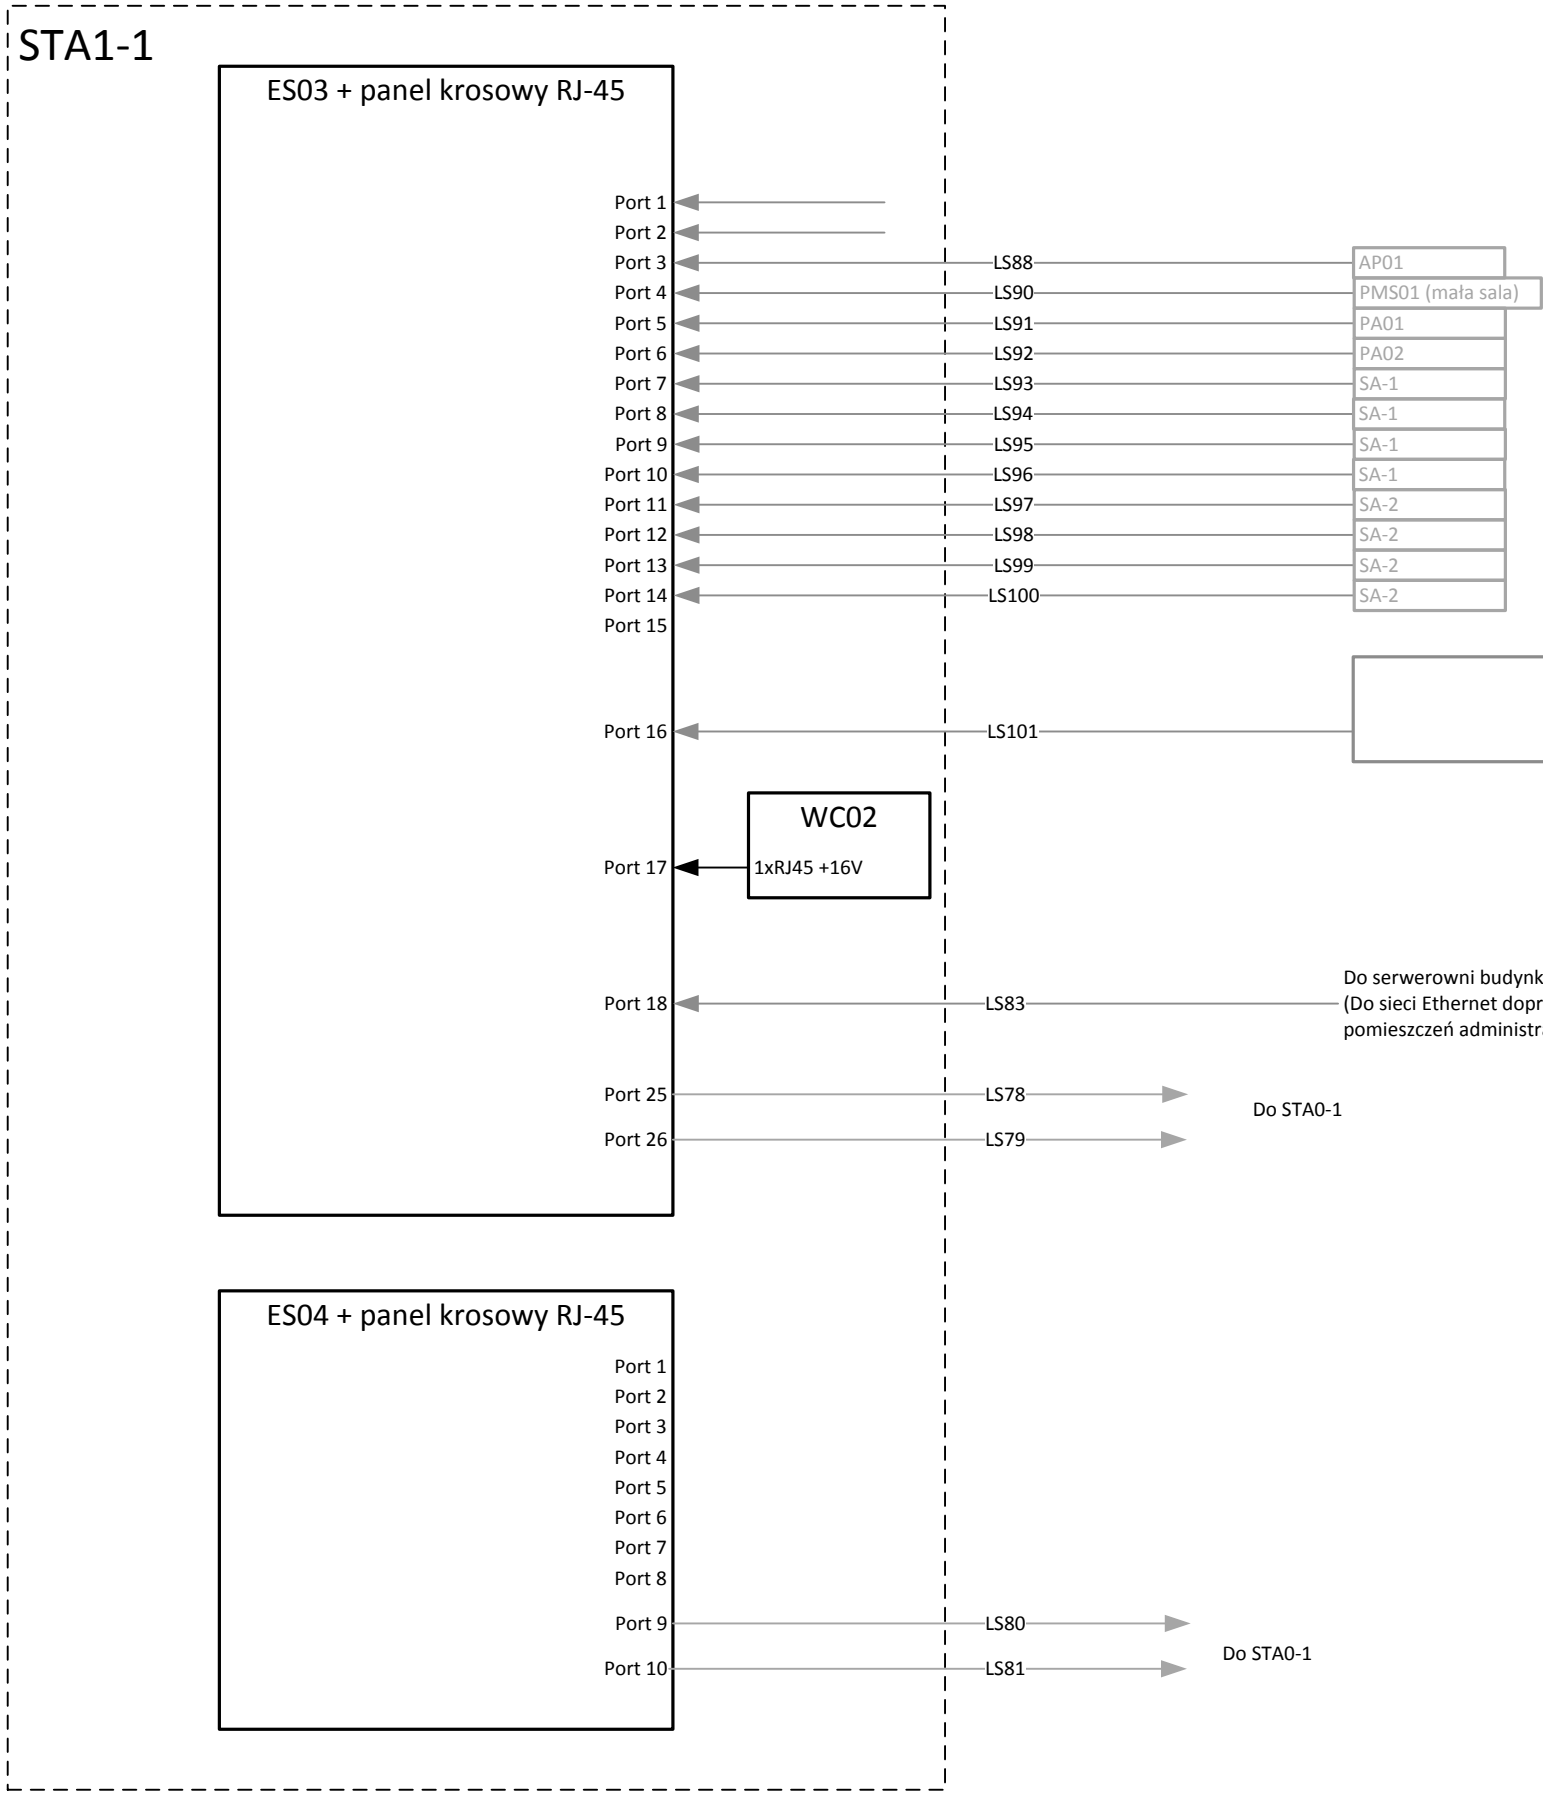 STA1-1
ES03 + panel krosowy RJ-45
Port 1
Port 2
Port 3 LS88 AP01
Port 4 LS90 PMS01 (mała sala)
Port 5 LS91 PA01
Port 6 LS92 PA02
Port 7 LS93 SA-1
Port 8 LS94 SA-1
Port 9 LS95 SA-1
Port 10 LS96 SA-1
Port 11 LS97 SA-2
Port 12 LS98 SA-2
Port 13 LS99 SA-2
Port 14 LS100 SA-2
Port 15
Port 16 LS101
WC02
Port 17 1xRJ45 +16V
Do serwerowni budynk
Port 18 LS83 (Do sieci Ethernet dopr
pomieszczeń administr
Port 25 LS78
Do STA0-1
Port 26 LS79
ES04 + panel krosowy RJ-45
Port 1
Port 2
Port 3
Port 4
Port 5
Port 6
Port 7
Port 8
Port 9 LS80
Do STA0-1
Port 10 LS81